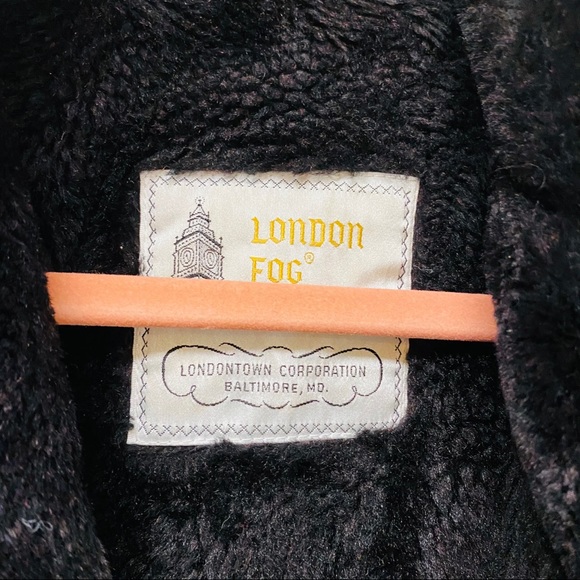 LONDON
FOG®
LONDONTOWN CORPORATION
BALTIMORE, MD.